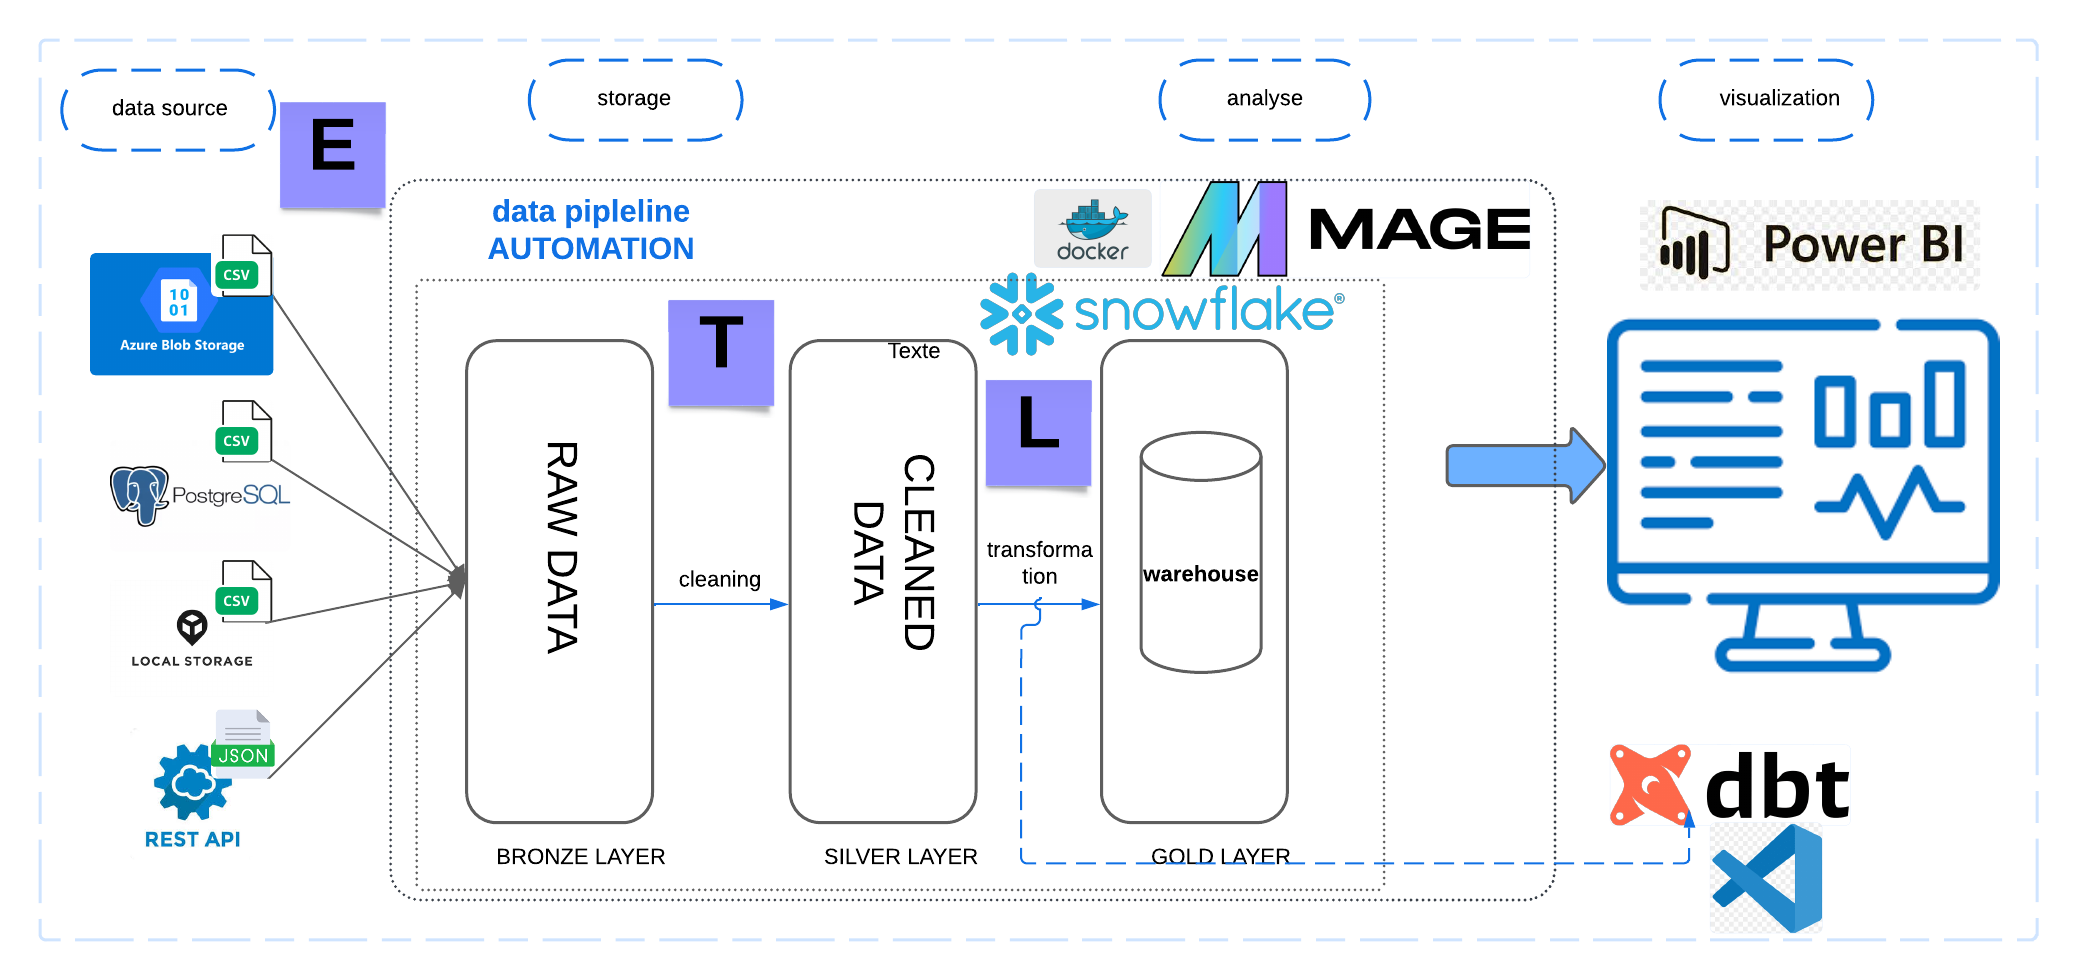 data source
storage
analyse
visualization
E
data pipleline
AUTOMATION
docker
MAGE
Power BI
CSV
10
01
Azure Blob Storage
snowflake®
T
Texte
L
CSV
PostgreSQL
RAW DATA
CLEANED
DATA
cleaning
transforma
tion
warehouse
CSV
LOCAL STORAGE
JSON
REST API
dbt
BRONZE LAYER
SILVER LAYER
GOLD LAYER